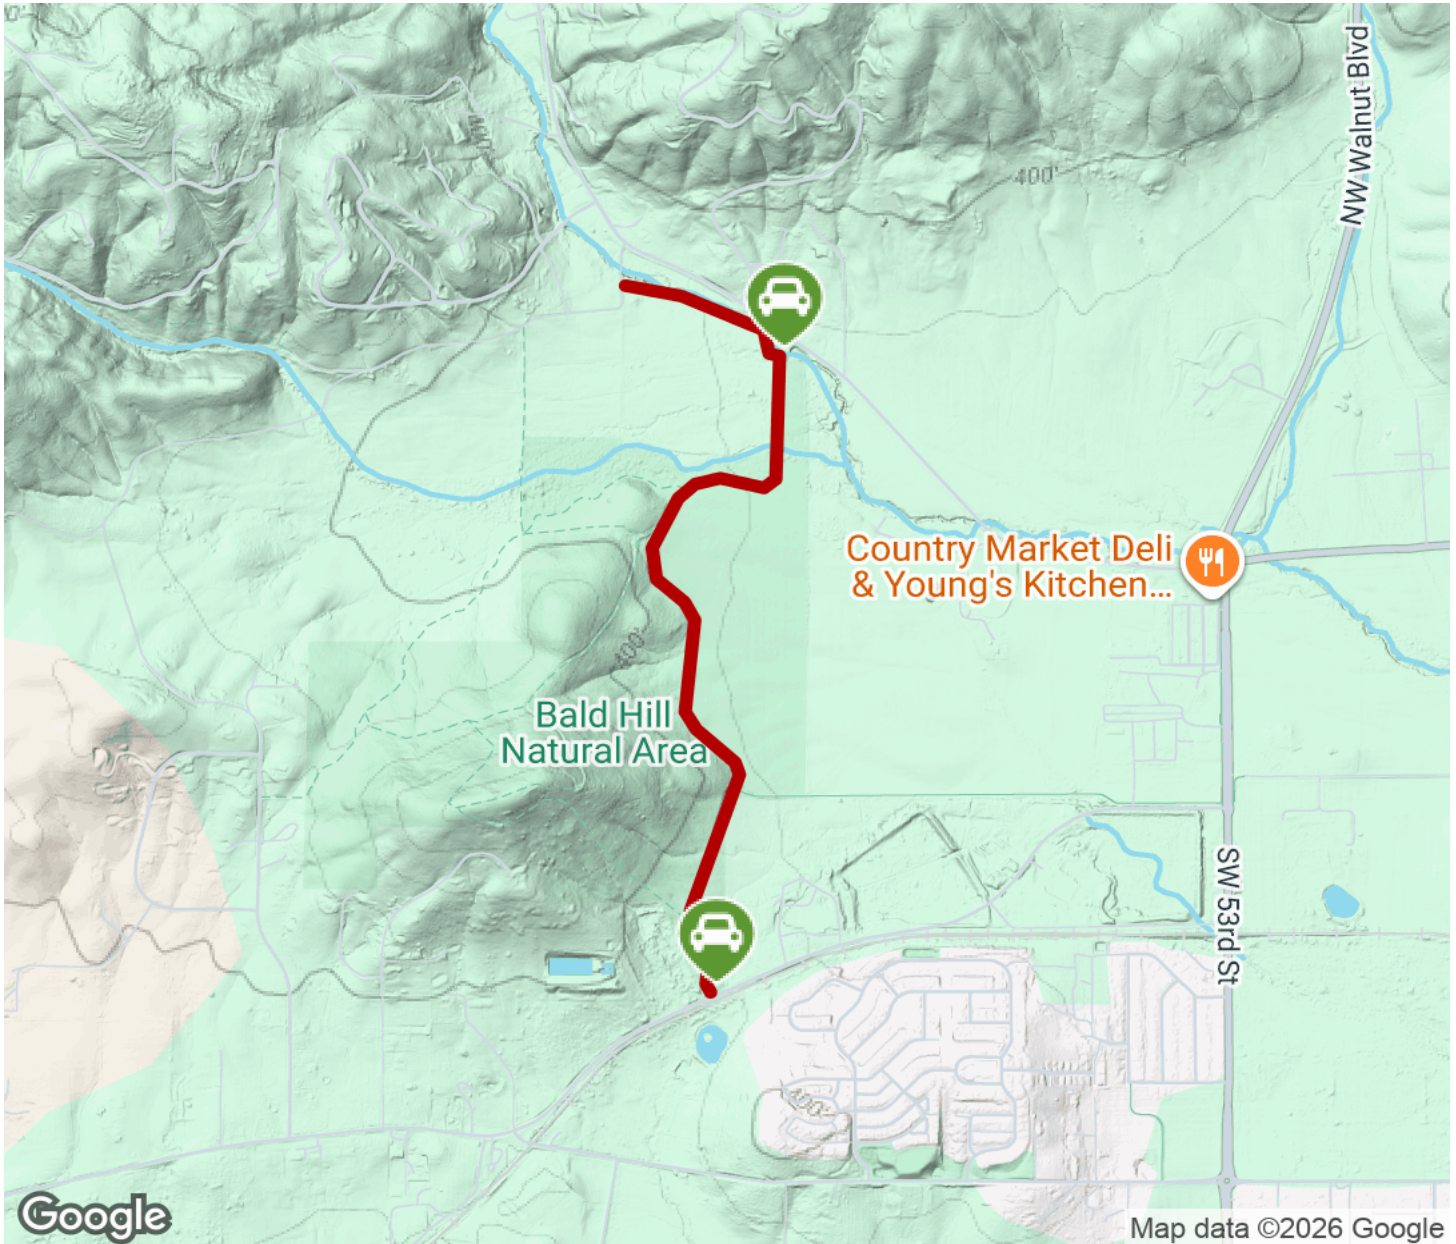 0'
NW Walnut Blvd
400'
Country Market Deli
& Young's Kitchen...
400'
Bald Hill
Natural Area
SW 53rd St
400'
Google
Map data ©2026 Google